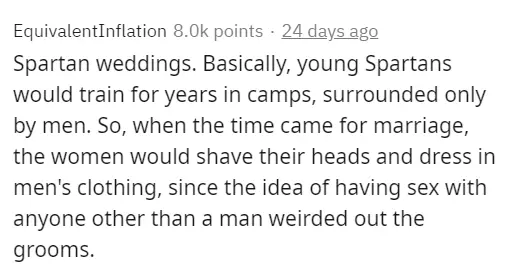 EquivalentInflation 8.0k points · 24 days ago
Spartan weddings. Basically, young Spartans
would train for years in camps, surrounded only
by men. So, when the time came for marriage,
the women would shave their heads and dress in
men's clothing, since the idea of having sex with
anyone other than a man weirded out the
grooms.